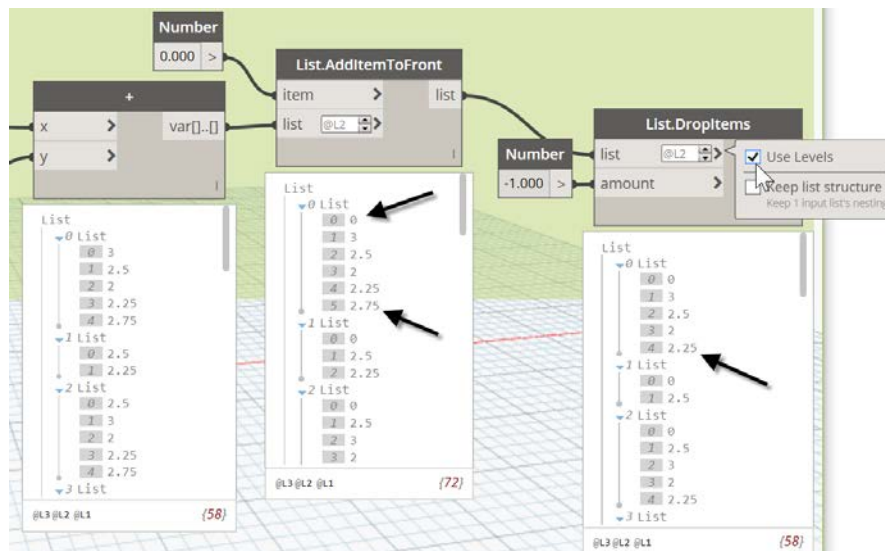 Number
0.000 >
+
x > var[]..[]
y >
I
List
0 List
0 3
1 2.5
2 2
3 2.25
4 2.75
1 List
0 2.5
1 2.25
2 List
0 2.5
1 3
2 2
3 2.25
4 2.75
3 List
@L3 @L2 @L1 {58}
List.AddItemToFront
item > list
list @L2 >
I
List
0 List
0 0
1 3
2 2.5
3 2
4 2.25
5 2.75
1 List
0 0
1 2.5
2 2.25
2 List
0 0
1 2.5
2 3
3 2
@L3 @L2 @L1 {72}
Number
-1.000 >
List.DropItems
list @L2 >
amount >
Use Levels
Keep list structure
Keep 1 input list's nesting
List
0 List
0 0
1 3
2 2.5
3 2
4 2.25
1 List
0 0
1 2.5
2 List
0 0
1 2.5
2 3
3 2
4 2.25
3 List
@L3 @L2 @L1 {58}